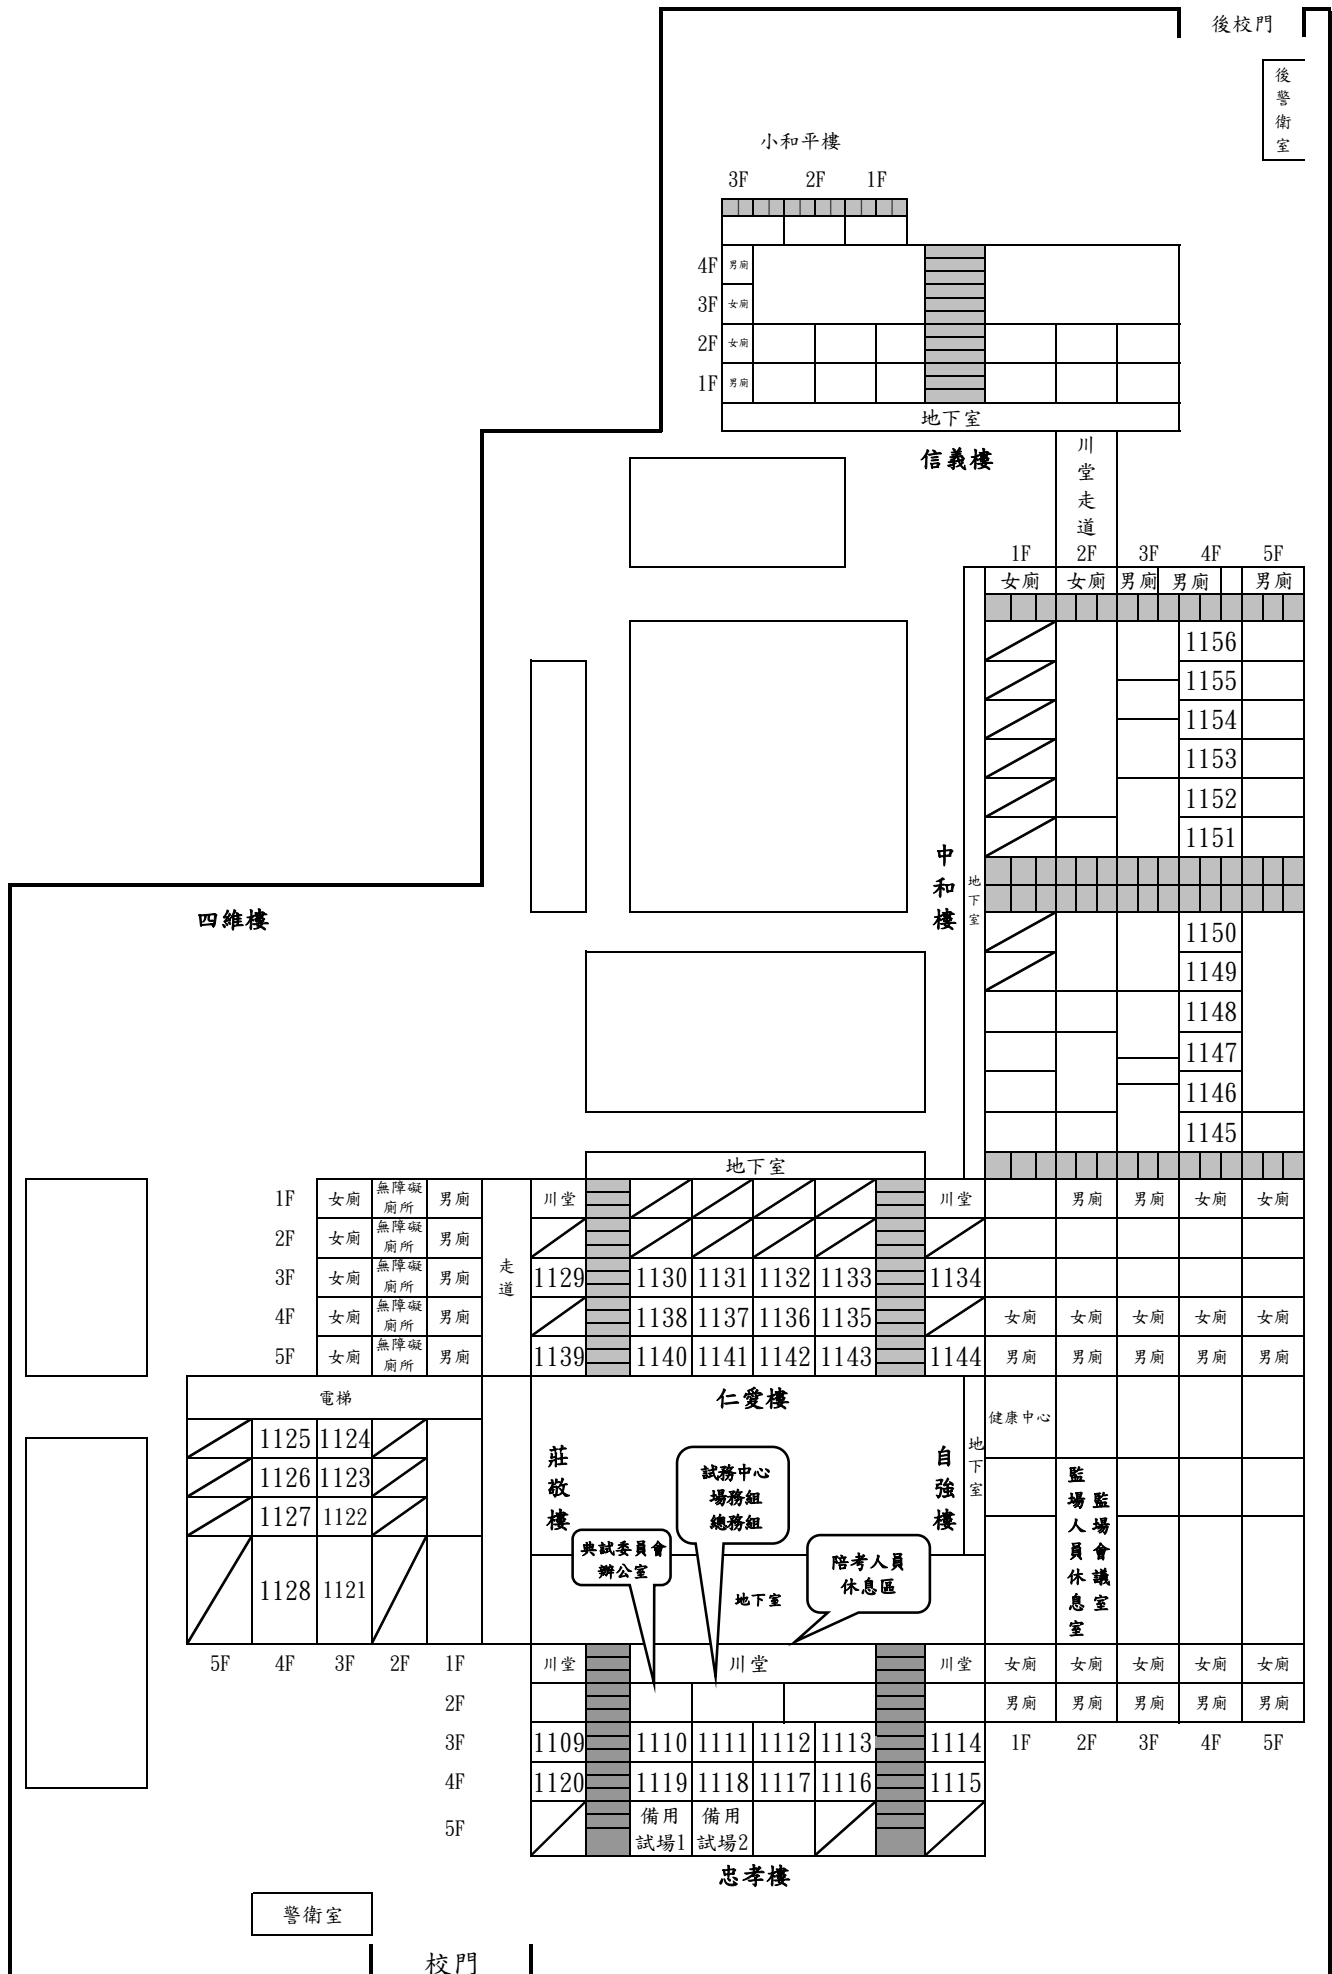 後校門
後警衛室
小和平樓
3F 2F 1F
4F 男廁
3F 女廁
2F 女廁
1F 男廁
地下室
信義樓
川堂走道
1F 2F 3F 4F 5F
女廁 女廁 男廁 男廁 男廁
1156
1155
1154
1153
1152
1151
中和樓
地下室
四維樓
1150
1149
1148
1147
1146
1145
地下室
1F 女廁 無障礙廁所 男廁 川堂 川堂 男廁 男廁 女廁 女廁
2F 女廁 無障礙廁所 男廁
走道
3F 女廁 無障礙廁所 男廁 1129 1130 1131 1132 1133 1134
4F 女廁 無障礙廁所 男廁 1138 1137 1136 1135 女廁 女廁 女廁 女廁 女廁
5F 女廁 無障礙廁所 男廁 1139 1140 1141 1142 1143 1144 男廁 男廁 男廁 男廁 男廁
電梯
仁愛樓
健康中心
1125 1124
1126 1123
1127 1122
1128 1121
莊敬樓
自強樓
地下室
試務中心
場務組
總務組
典試委員會
辦公室
陪考人員
休息區
地下室
監場會議室
監場人員休息室
5F 4F 3F 2F 1F 川堂 川堂 川堂 女廁 女廁 女廁 女廁 女廁
2F 男廁 男廁 男廁 男廁 男廁
3F 1109 1110 1111 1112 1113 1114 1F 2F 3F 4F 5F
4F 1120 1119 1118 1117 1116 1115
5F 備用試場1 備用試場2
忠孝樓
警衛室
校門